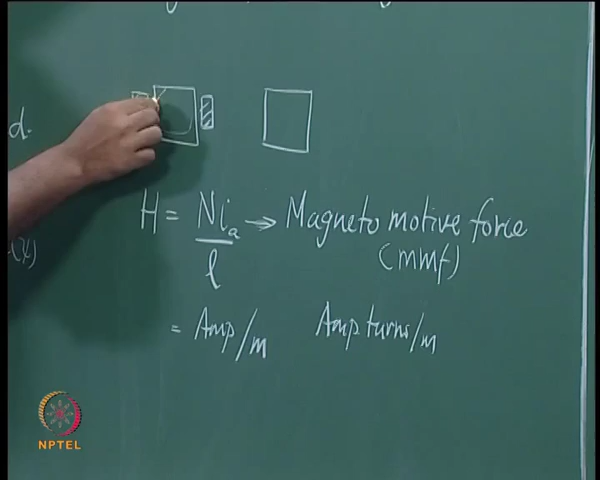 d.
H = Ni_a / l → Magneto motive force
(mmf)
= Amp/m Amp turns/m
NPTEL